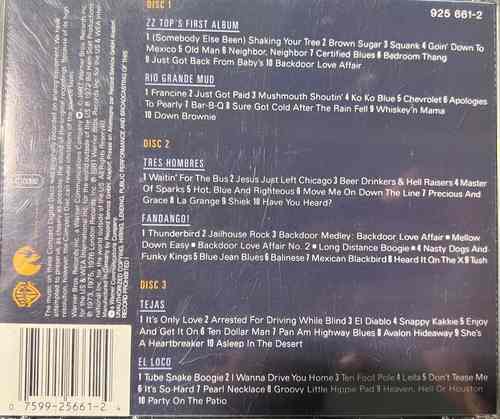 925 661-2
DISC 1
ZZ TOP'S FIRST ALBUM
1 (Somebody Else Been) Shaking Your Tree 2 Brown Sugar 3 Squank 4 Goin' Down To
Mexico 5 Old Man 6 Neighbor, Neighbor 7 Certified Blues 8 Bedroom Thang
9 Just Got Back From Baby's 10 Backdoor Love Affair
RIO GRANDE MUD
1 Francine 2 Just Got Paid 3 Mushmouth Shoutin' 4 Ko Ko Blue 5 Chevrolet 6 Apologies
To Pearly 7 Bar-B-Q 8 Sure Got Cold After The Rain Fell 9 Whiskey'n Mama
10 Down Brownie
DISC 2
TRES HOMBRES
1 Waitin' For The Bus 2 Jesus Just Left Chicago 3 Beer Drinkers & Hell Raisers 4 Master
Of Sparks 5 Hot, Blue And Righteous 6 Move Me On Down The Line 7 Precious And
Grace 8 La Grange 9 Shiek 10 Have You Heard?
FANDANGO!
1 Thunderbird 2 Jailhouse Rock 3 Backdoor Medley: Backdoor Love Affair ■ Mellow
Down Easy ■ Backdoor Love Affair No. 2 ■ Long Distance Boogie ■ 4 Nasty Dogs And
Funky Kings 5 Blue Jean Blues 6 Balinese 7 Mexican Blackbird 8 Heard It On The X 9 Tush
DISC 3
TEJAS
1 It's Only Love 2 Arrested For Driving While Blind 3 El Diablo 4 Snappy Kakkie 5 Enjoy
And Get It On 6 Ten Dollar Man 7 Pan Am Highway Blues 8 Avalon Hideaway 9 She's
A Heartbreaker 10 Asleep In The Desert
EL LOCO
1 Tube Snake Boogie 2 I Wanna Drive You Home 3 Ten Foot Pole 4 Leila 5 Don't Tease Me
6 It's So Hard 7 Pearl Necklace 8 Groovy Little Hippie Pad 9 Heaven, Hell Or Houston
10 Party On The Patio
0 7599-25661-2 4